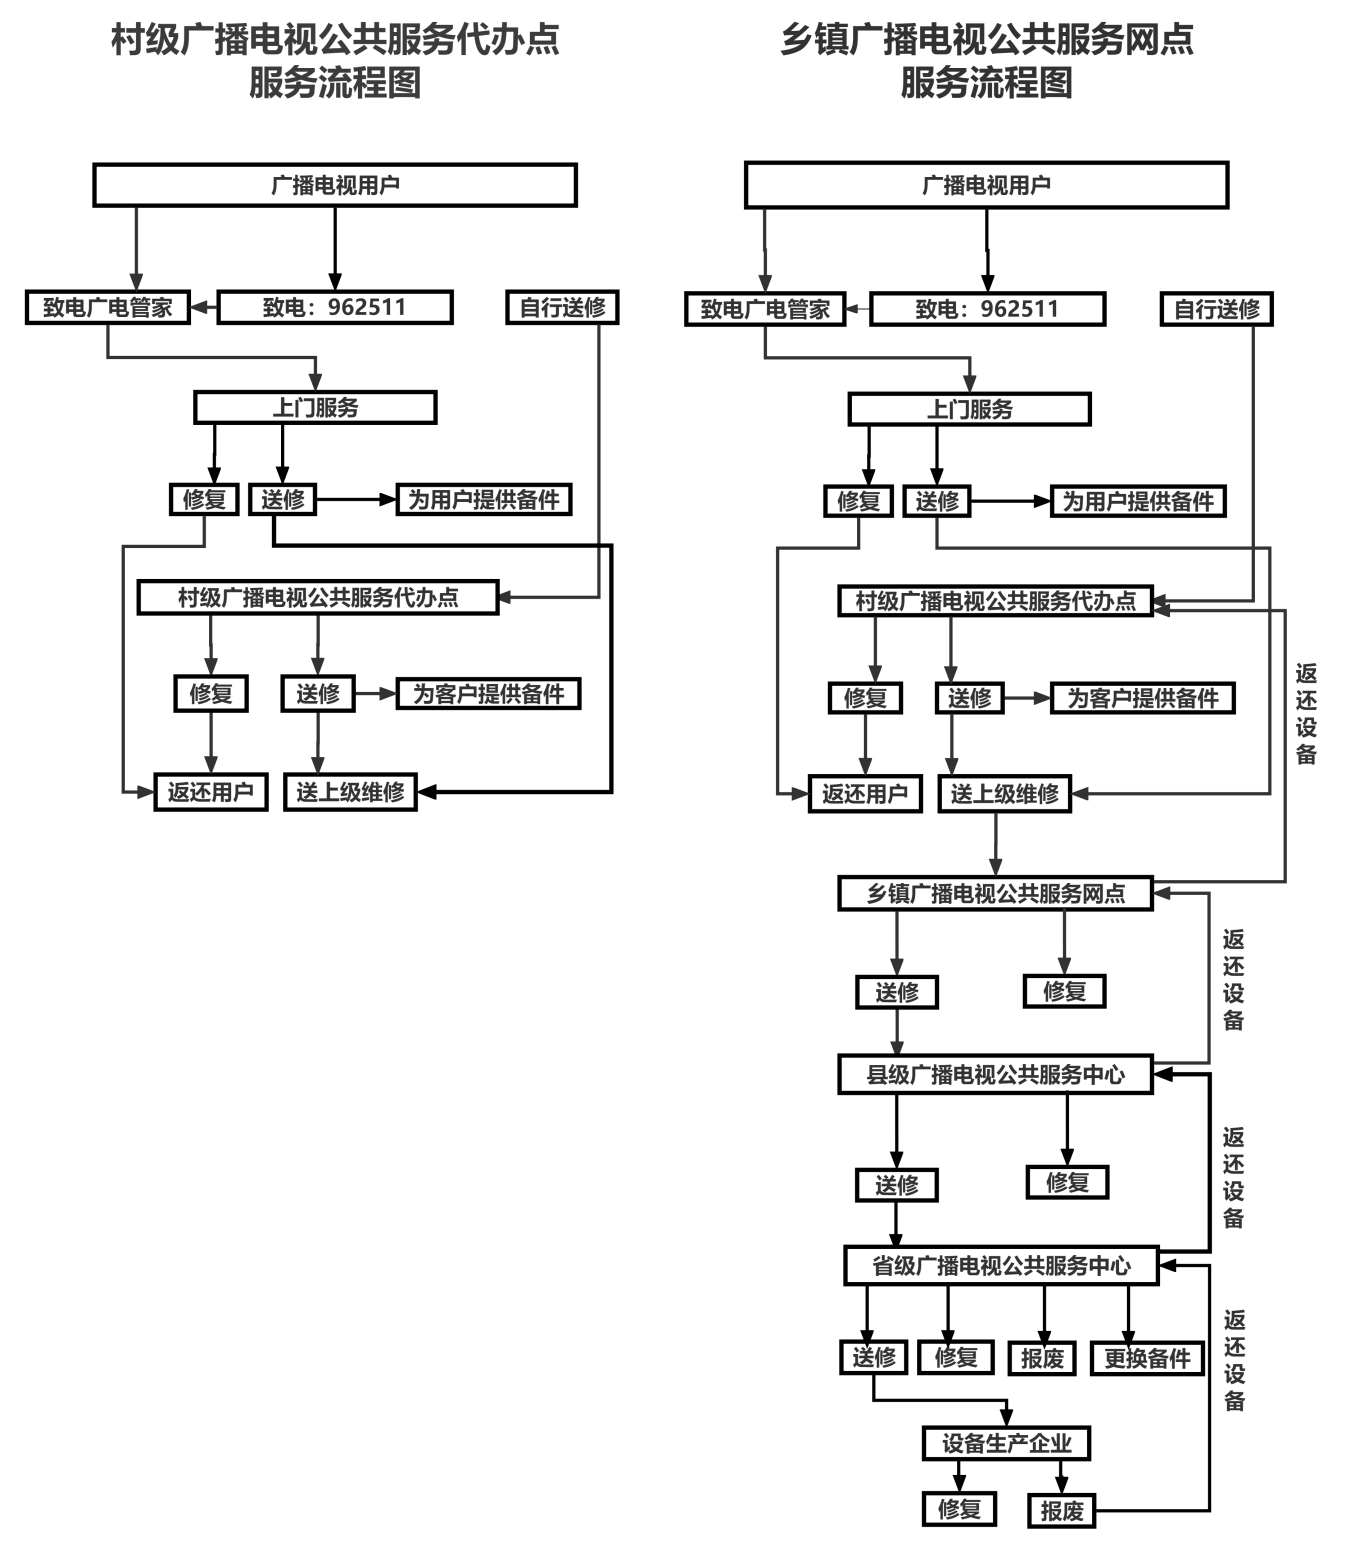 村级广播电视公共服务代办点
服务流程图
广播电视用户
致电广电管家
致电：962511
自行送修
上门服务
修复
送修
为用户提供备件
村级广播电视公共服务代办点
修复
送修
为客户提供备件
返还用户
送上级维修
乡镇广播电视公共服务网点
服务流程图
广播电视用户
致电广电管家
致电：962511
自行送修
上门服务
修复
送修
为用户提供备件
村级广播电视公共服务代办点
修复
送修
为客户提供备件
返还设备
返还用户
送上级维修
乡镇广播电视公共服务网点
返还设备
送修
修复
县级广播电视公共服务中心
返还设备
送修
修复
省级广播电视公共服务中心
返还设备
送修
修复
报废
更换备件
设备生产企业
修复
报废